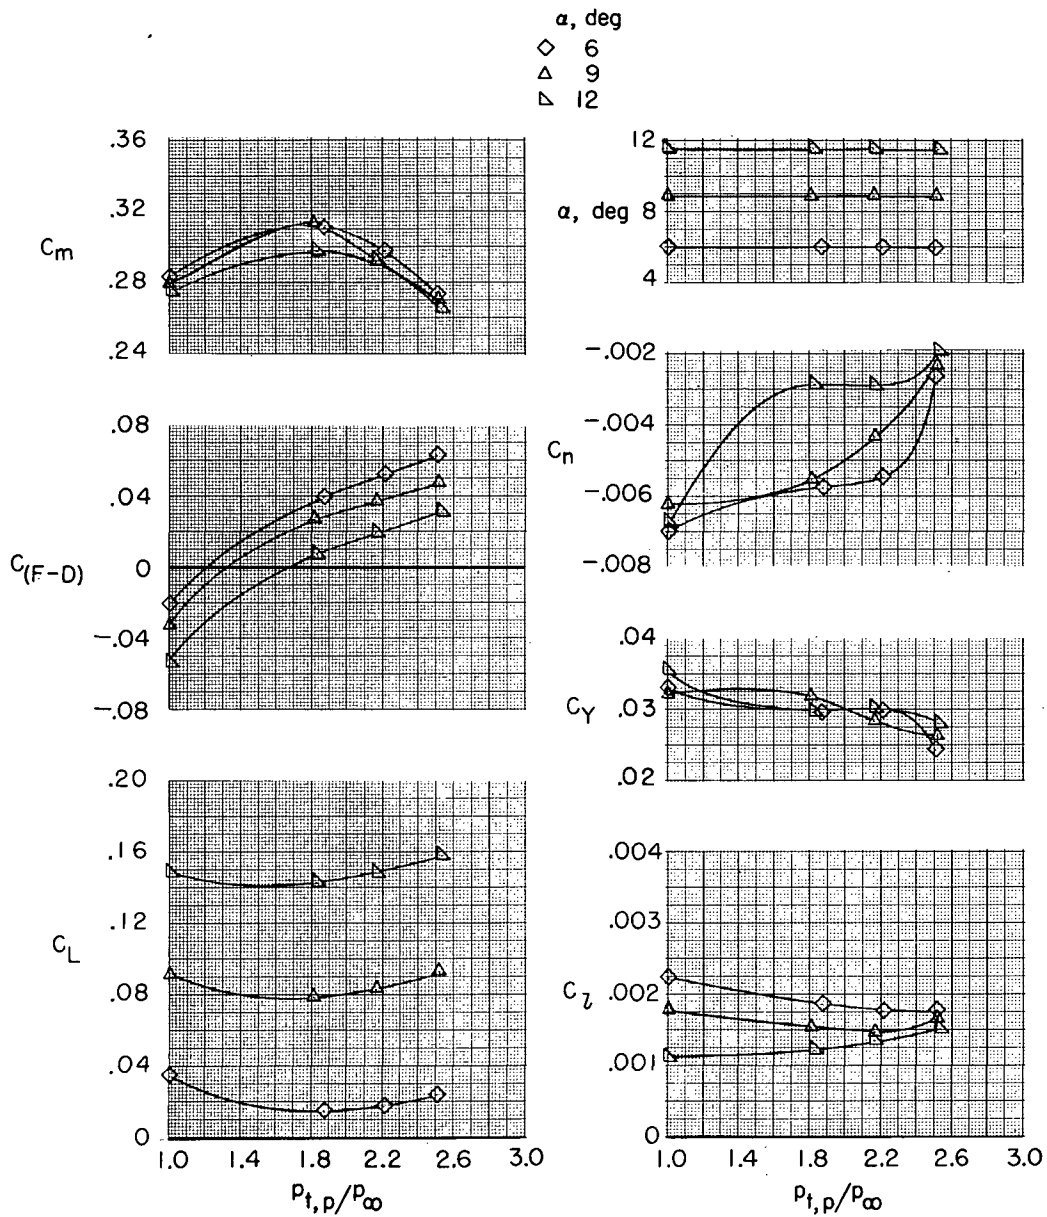 α, deg
6
9
12
.36
.32
Cm
.28
.24
.08
.04
C(F-D)
0
-.04
-.08
.20
.16
.12
CL
.08
.04
0
1.0 1.4 1.8 2.2 2.6 3.0
pt,p/p∞
12
α, deg 8
4
-.002
-.004
Cn
-.006
-.008
.04
CY .03
.02
.004
.003
Cl .002
.001
0
1.0 1.4 1.8 2.2 2.6 3.0
pt,p/p∞